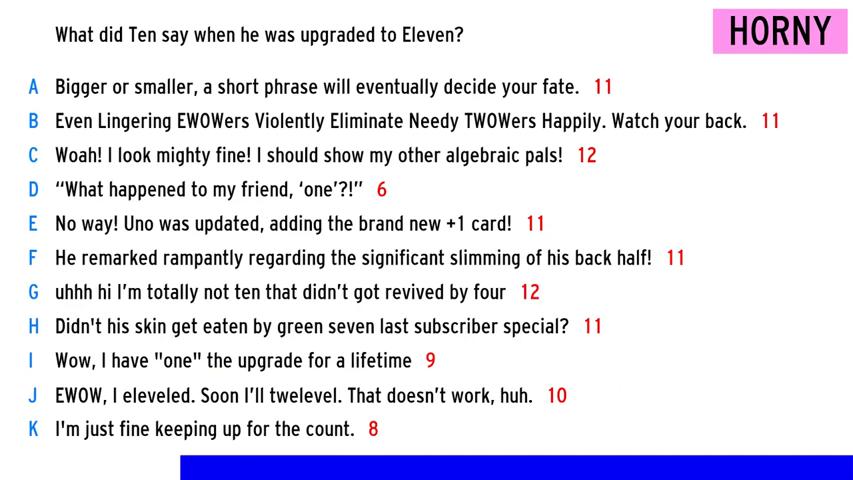 What did Ten say when he was upgraded to Eleven?
HORNY
A Bigger or smaller, a short phrase will eventually decide your fate. 11
B Even Lingering EWOWers Violently Eliminate Needy TWOWers Happily. Watch your back. 11
C Woah! I look mighty fine! I should show my other algebraic pals! 12
D “What happened to my friend, ‘one’?!” 6
E No way! Uno was updated, adding the brand new +1 card! 11
F He remarked rampantly regarding the significant slimming of his back half! 11
G uhhh hi I’m totally not ten that didn’t got revived by four 12
H Didn't his skin get eaten by green seven last subscriber special? 11
I Wow, I have "one" the upgrade for a lifetime 9
J EWOW, I eleveled. Soon I’ll twelevel. That doesn’t work, huh. 10
K I'm just fine keeping up for the count. 8